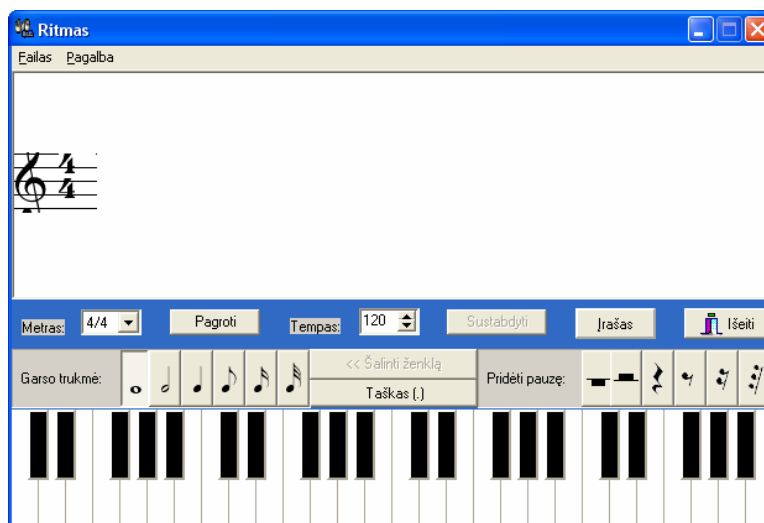 Ritmas
Failas Pagalba
4
4
Metras: 4/4 Pagroti Tempas: 120 Sustabdyti Įrašas Išeiti
Garso trukmė: << Šalinti ženklą Pridėti pauzę:
Taškas (.)